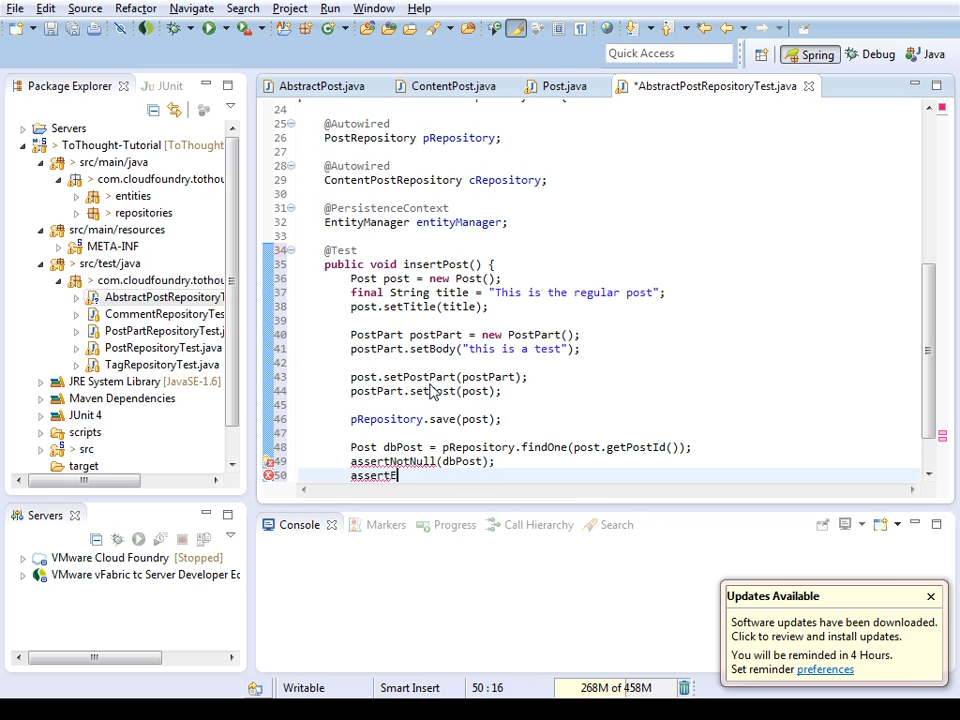 File Edit Source Refactor Navigate Search Project Run Window Help
Quick Access
Spring Debug Java
Package Explorer JUnit
AbstractPost.java ContentPost.java Post.java *AbstractPostRepositoryTest.java
Servers
> ToThought-Tutorial [ToThought
> src/main/java
> com.cloudfoundry.tothou
> entities
> repositories
src/main/resources
META-INF
> src/test/java
> com.cloudfoundry.tothou
AbstractPostRepositoryT
CommentRepositoryTes
PostPartRepositoryTest.j
PostRepositoryTest.java
TagRepositoryTest.java
JRE System Library [JavaSE-1.6]
Maven Dependencies
JUnit 4
scripts
> src
target
24
25 @Autowired
26 PostRepository pRepository;
27
28 @Autowired
29 ContentPostRepository cRepository;
30
31 @PersistenceContext
32 EntityManager entityManager;
33
34 @Test
35 public void insertPost() {
36 Post post = new Post();
37 final String title = "This is the regular post";
38 post.setTitle(title);
39
40 PostPart postPart = new PostPart();
41 postPart.setBody("this is a test");
42
43 post.setPostPart(postPart);
44 postPart.setPost(post);
45
46 pRepository.save(post);
47
48 Post dbPost = pRepository.findOne(post.getPostId());
49 assertNotNull(dbPost);
50 assertE
Servers
VMware Cloud Foundry [Stopped]
VMware vFabric tc Server Developer Ed
Console Markers Progress Call Hierarchy Search
Updates Available
Software updates have been downloaded.
Click to review and install updates.
You will be reminded in 4 Hours.
Set reminder preferences
Writable Smart Insert 50 : 16 268M of 458M